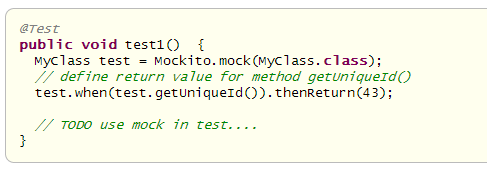 @Test
public void test1()  {
  MyClass test = Mockito.mock(MyClass.class);
  // define return value for method getUniqueId()
  test.when(test.getUniqueId()).thenReturn(43);

  // TODO use mock in test....
}